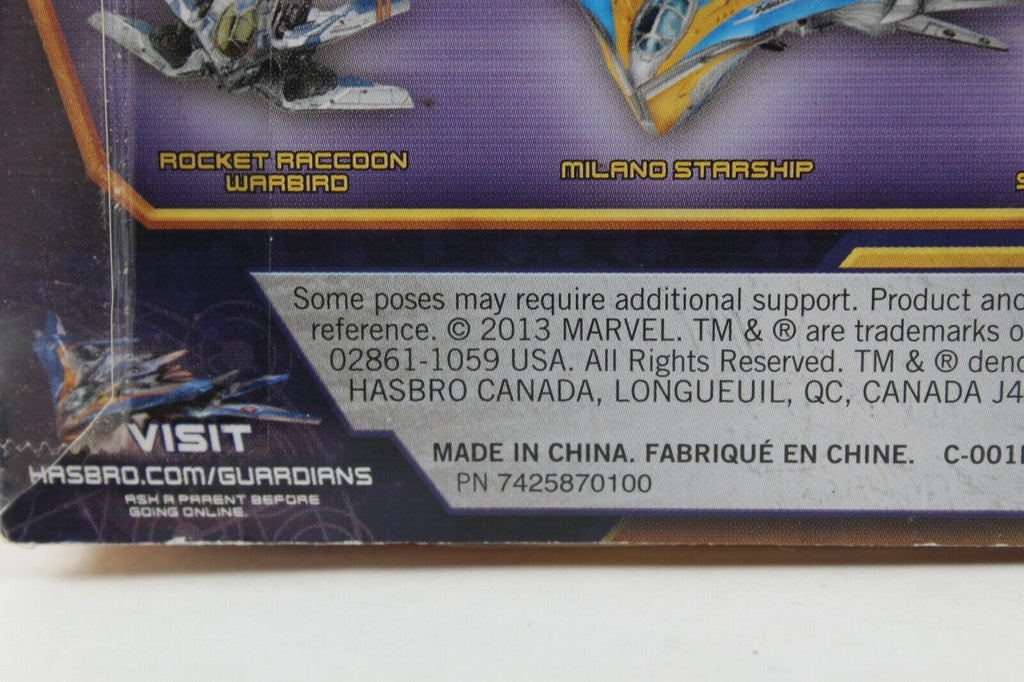 ROCKET RACCOON
WARBIRD
MILANO STARSHIP
Some poses may require additional support. Product and
reference. © 2013 MARVEL. TM & ® are trademarks o
02861-1059 USA. All Rights Reserved. TM & ® deno
HASBRO CANADA, LONGUEUIL, QC, CANADA J4
MADE IN CHINA. FABRIQUÉ EN CHINE. C-001
PN 7425870100
VISIT
HASBRO.COM/GUARDIANS
ASK A PARENT BEFORE
GOING ONLINE.